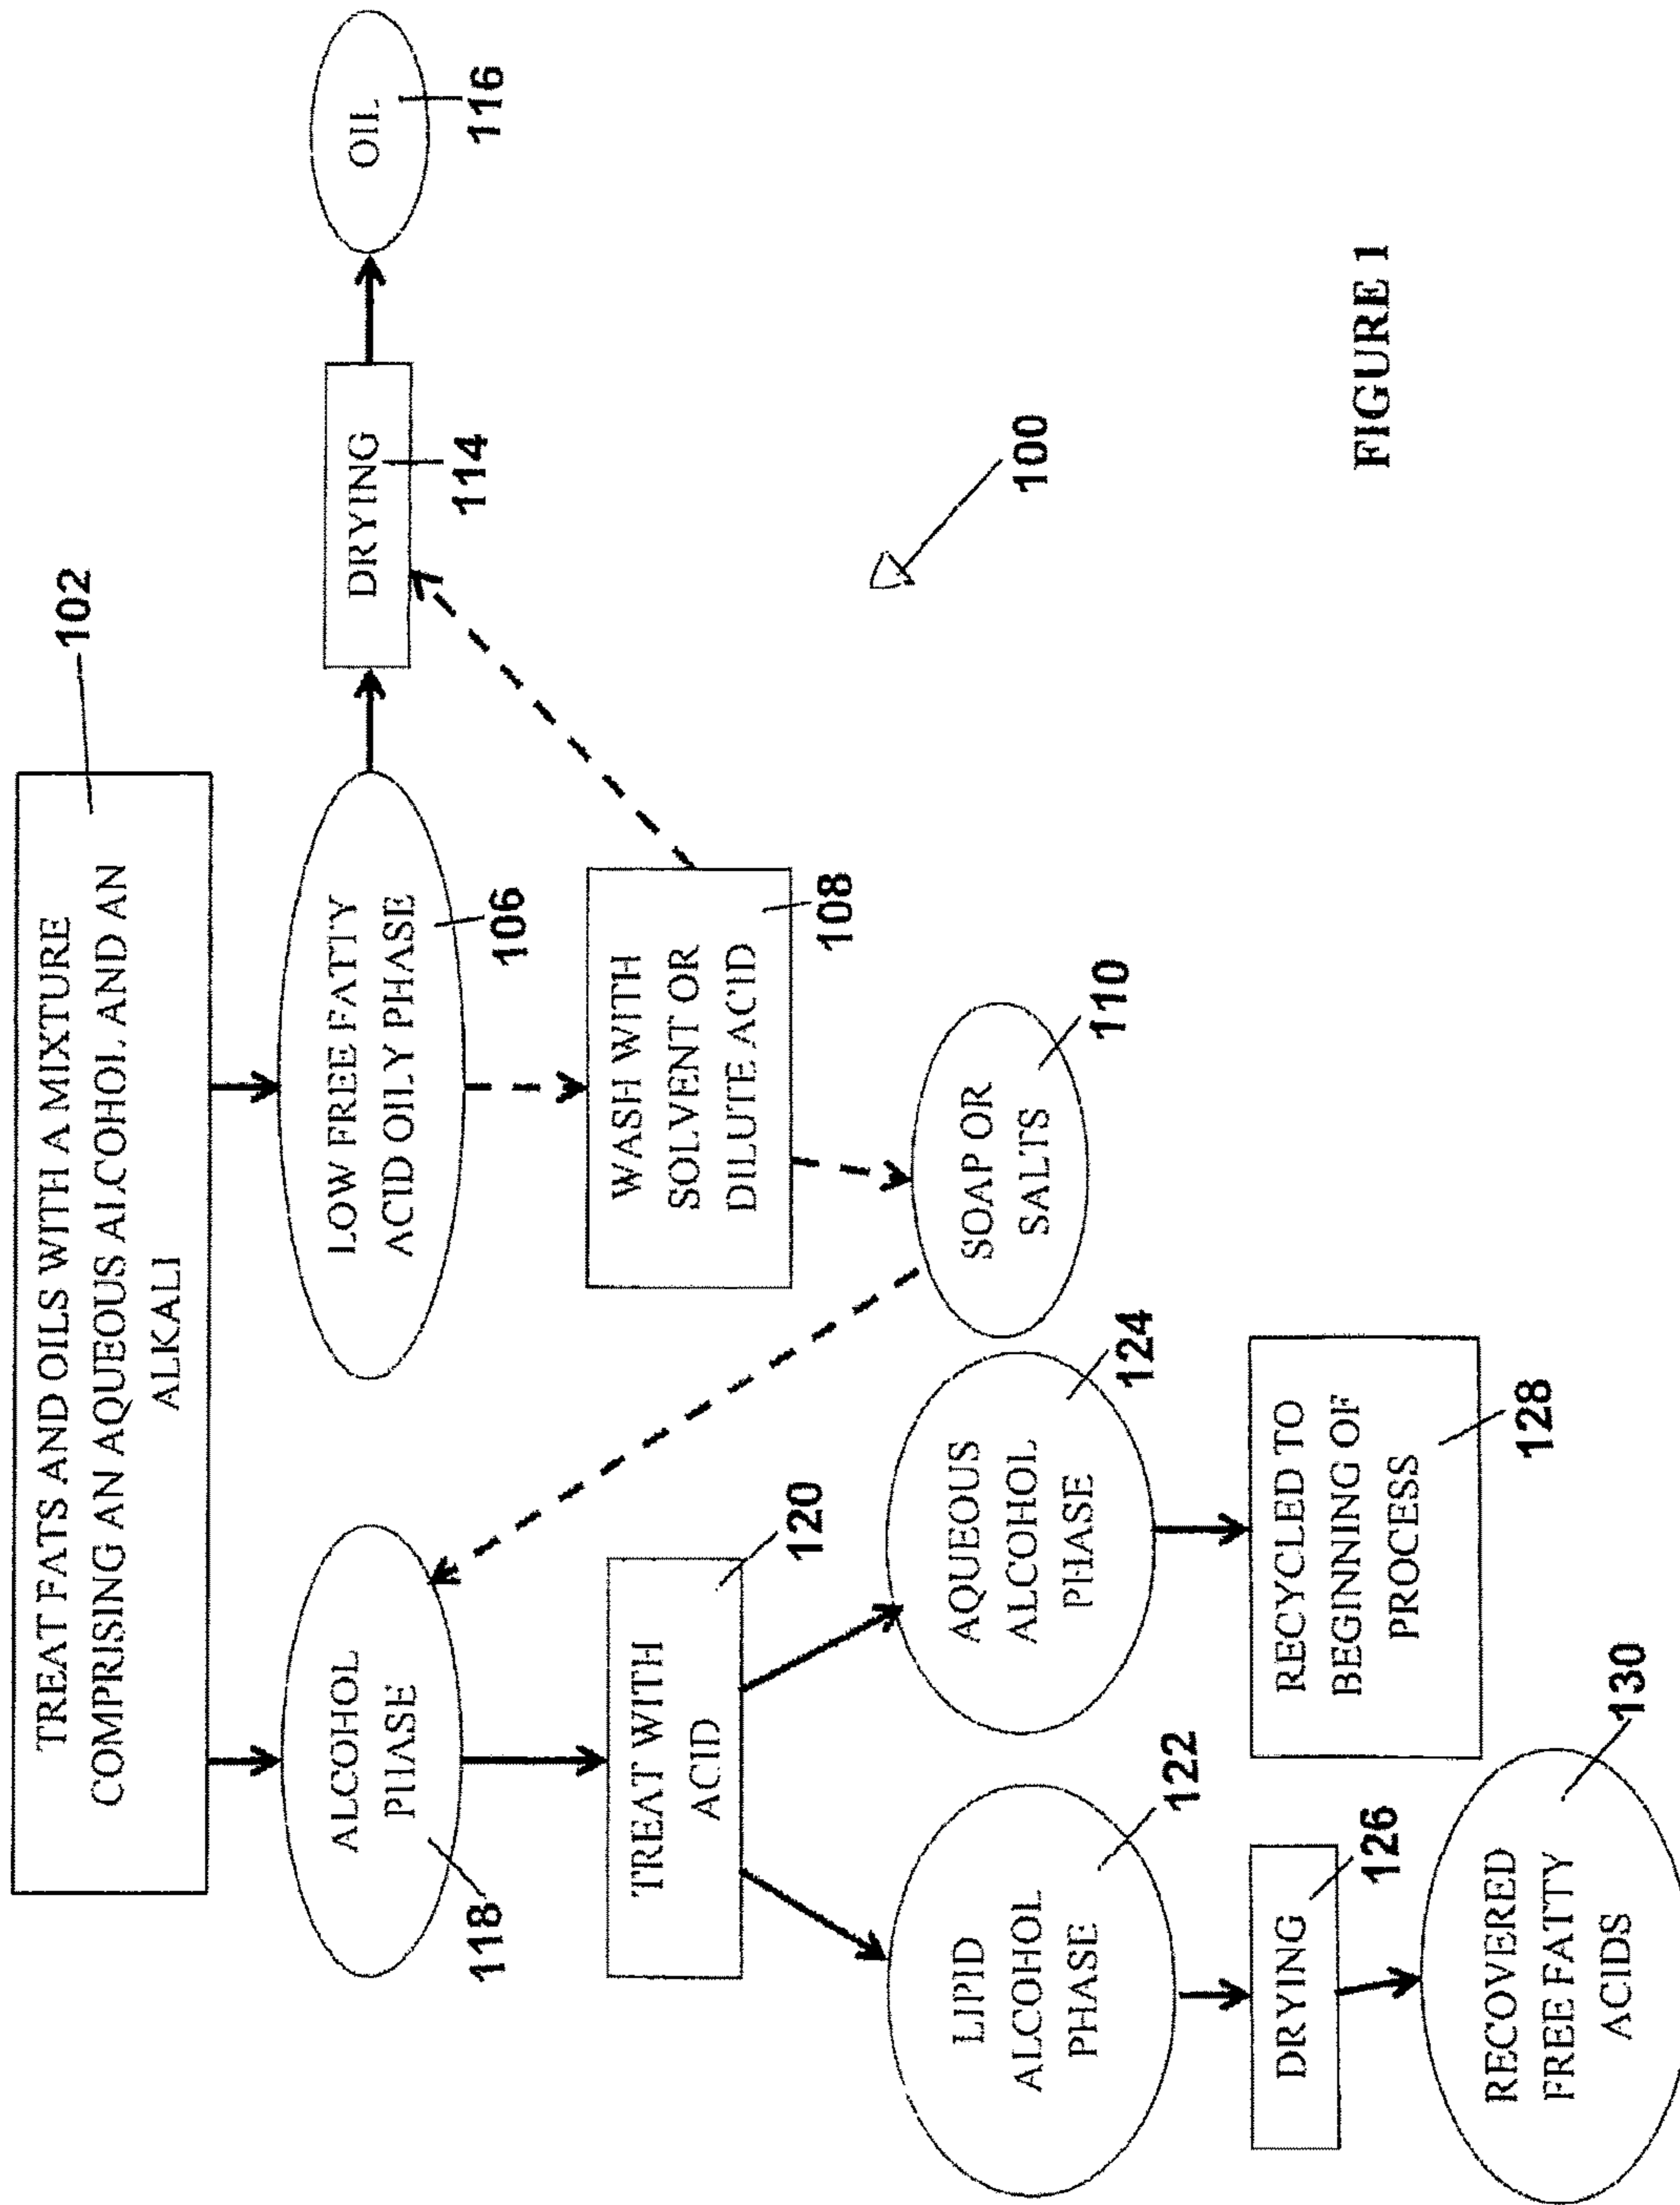 TREAT FATS AND OILS WITH A MIXTURE
COMPRISING AN AQUEOUS ALCOHOL AND AN
ALKALI
102
ALCOHOL
PHASE
118
LOW FREE FATTY
ACID OILY PHASE
106
DRYING
114
OIL
116
TREAT WITH
ACID
120
WASH WITH
SOLVENT OR
DILUTE ACID
108
LIPID
ALCOHOL
PHASE
122
AQUEOUS
ALCOHOL
PHASE
124
SOAP OR
SALTS
110
100
DRYING
126
RECYCLED TO
BEGINNING OF
PROCESS
128
RECOVERED
FREE FATTY
ACIDS
130
FIGURE 1